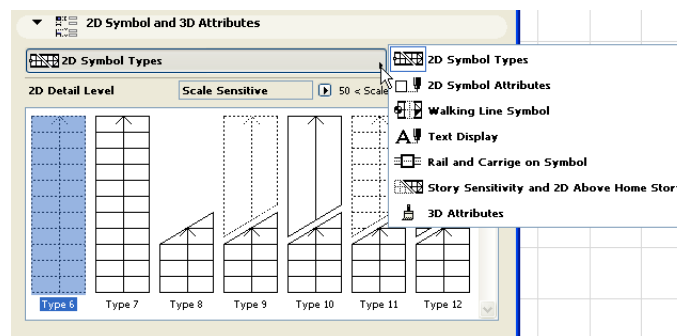 2D Symbol and 3D Attributes
2D Symbol Types
2D Detail Level Scale Sensitive 50 < Scale
2D Symbol Types
2D Symbol Attributes
Walking Line Symbol
Text Display
Rail and Carrige on Symbol
Story Sensitivity and 2D Above Home Stor
3D Attributes
Type 6 Type 7 Type 8 Type 9 Type 10 Type 11 Type 12